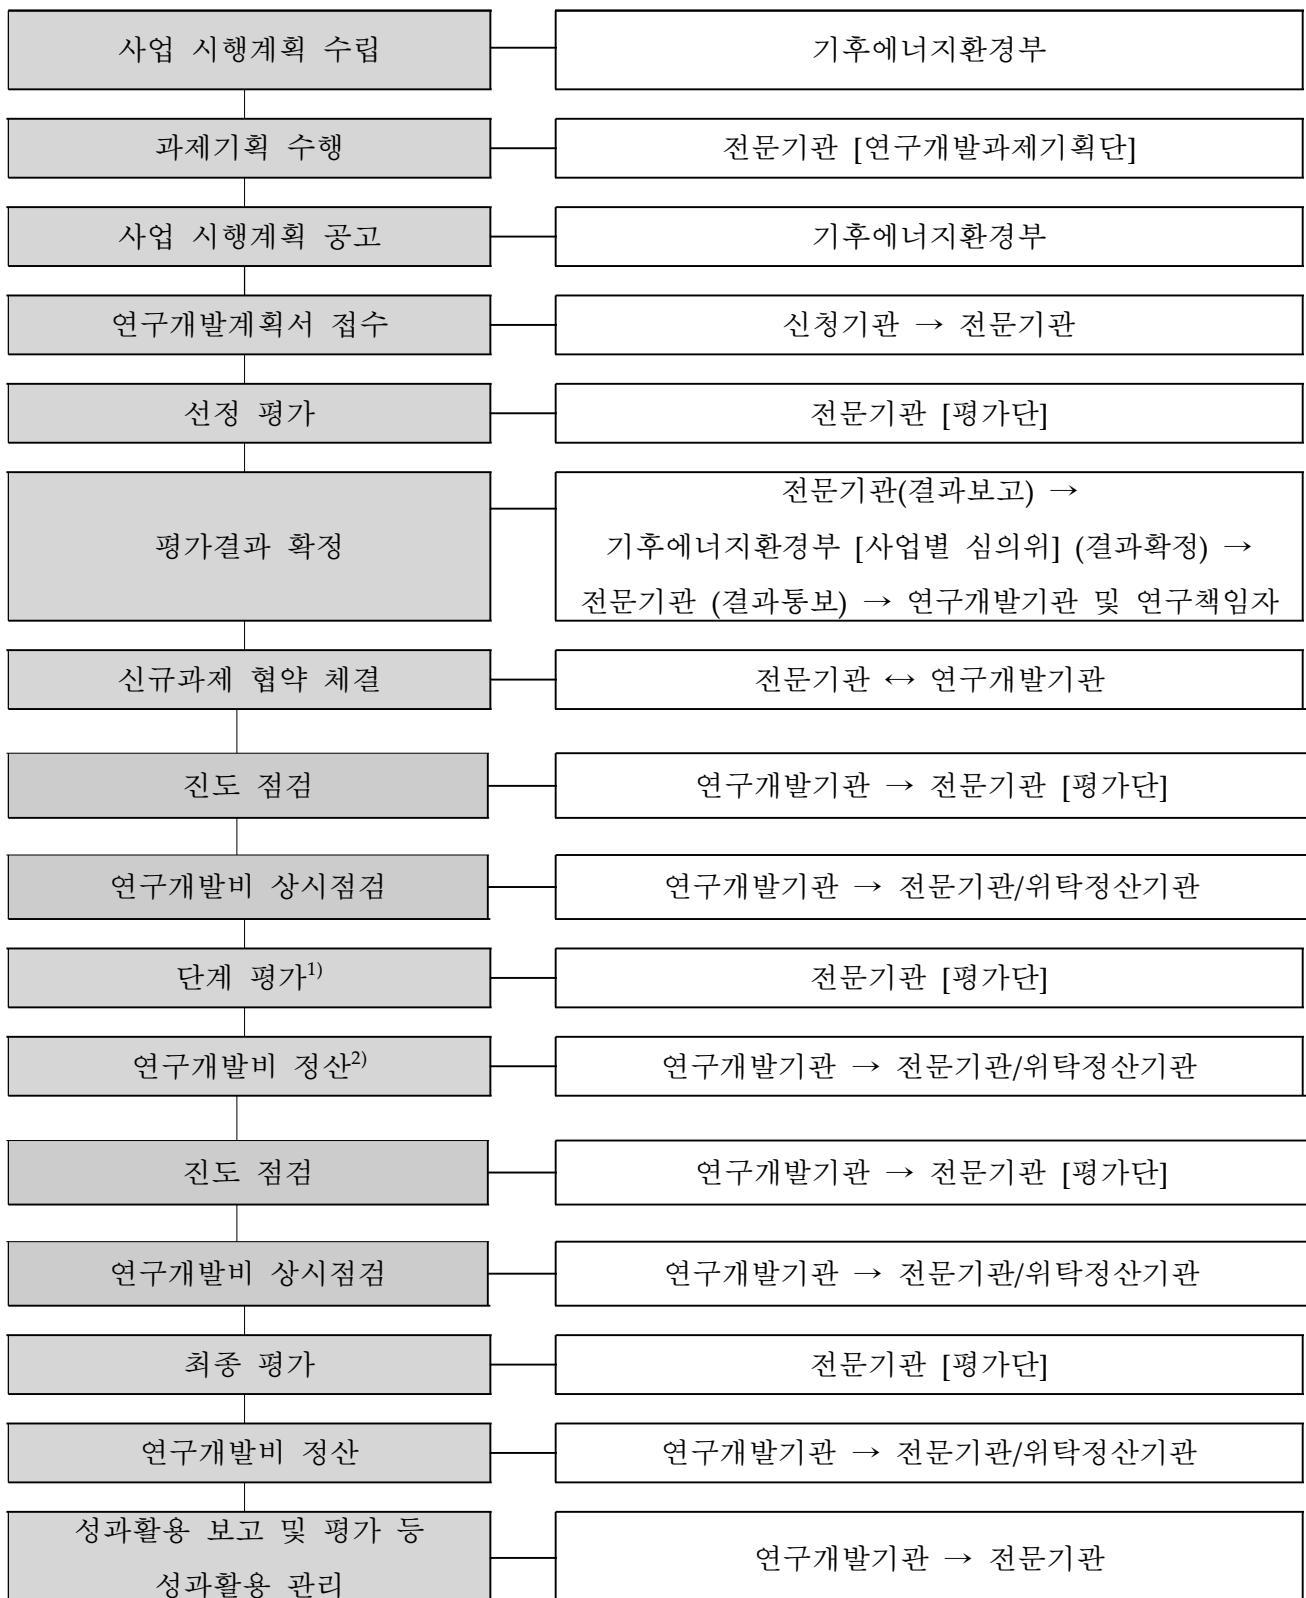 사업 시행계획 수립
기후에너지환경부
과제기획 수행
전문기관 [연구개발과제기획단]
사업 시행계획 공고
기후에너지환경부
연구개발계획서 접수
신청기관 → 전문기관
선정 평가
전문기관 [평가단]
평가결과 확정
전문기관(결과보고) →
기후에너지환경부 [사업별 심의위] (결과확정) →
전문기관 (결과통보) → 연구개발기관 및 연구책임자
신규과제 협약 체결
전문기관 ↔ 연구개발기관
진도 점검
연구개발기관 → 전문기관 [평가단]
연구개발비 상시점검
연구개발기관 → 전문기관/위탁정산기관
단계 평가1)
전문기관 [평가단]
연구개발비 정산2)
연구개발기관 → 전문기관/위탁정산기관
진도 점검
연구개발기관 → 전문기관 [평가단]
연구개발비 상시점검
연구개발기관 → 전문기관/위탁정산기관
최종 평가
전문기관 [평가단]
연구개발비 정산
연구개발기관 → 전문기관/위탁정산기관
성과활용 보고 및 평가 등
성과활용 관리
연구개발기관 → 전문기관